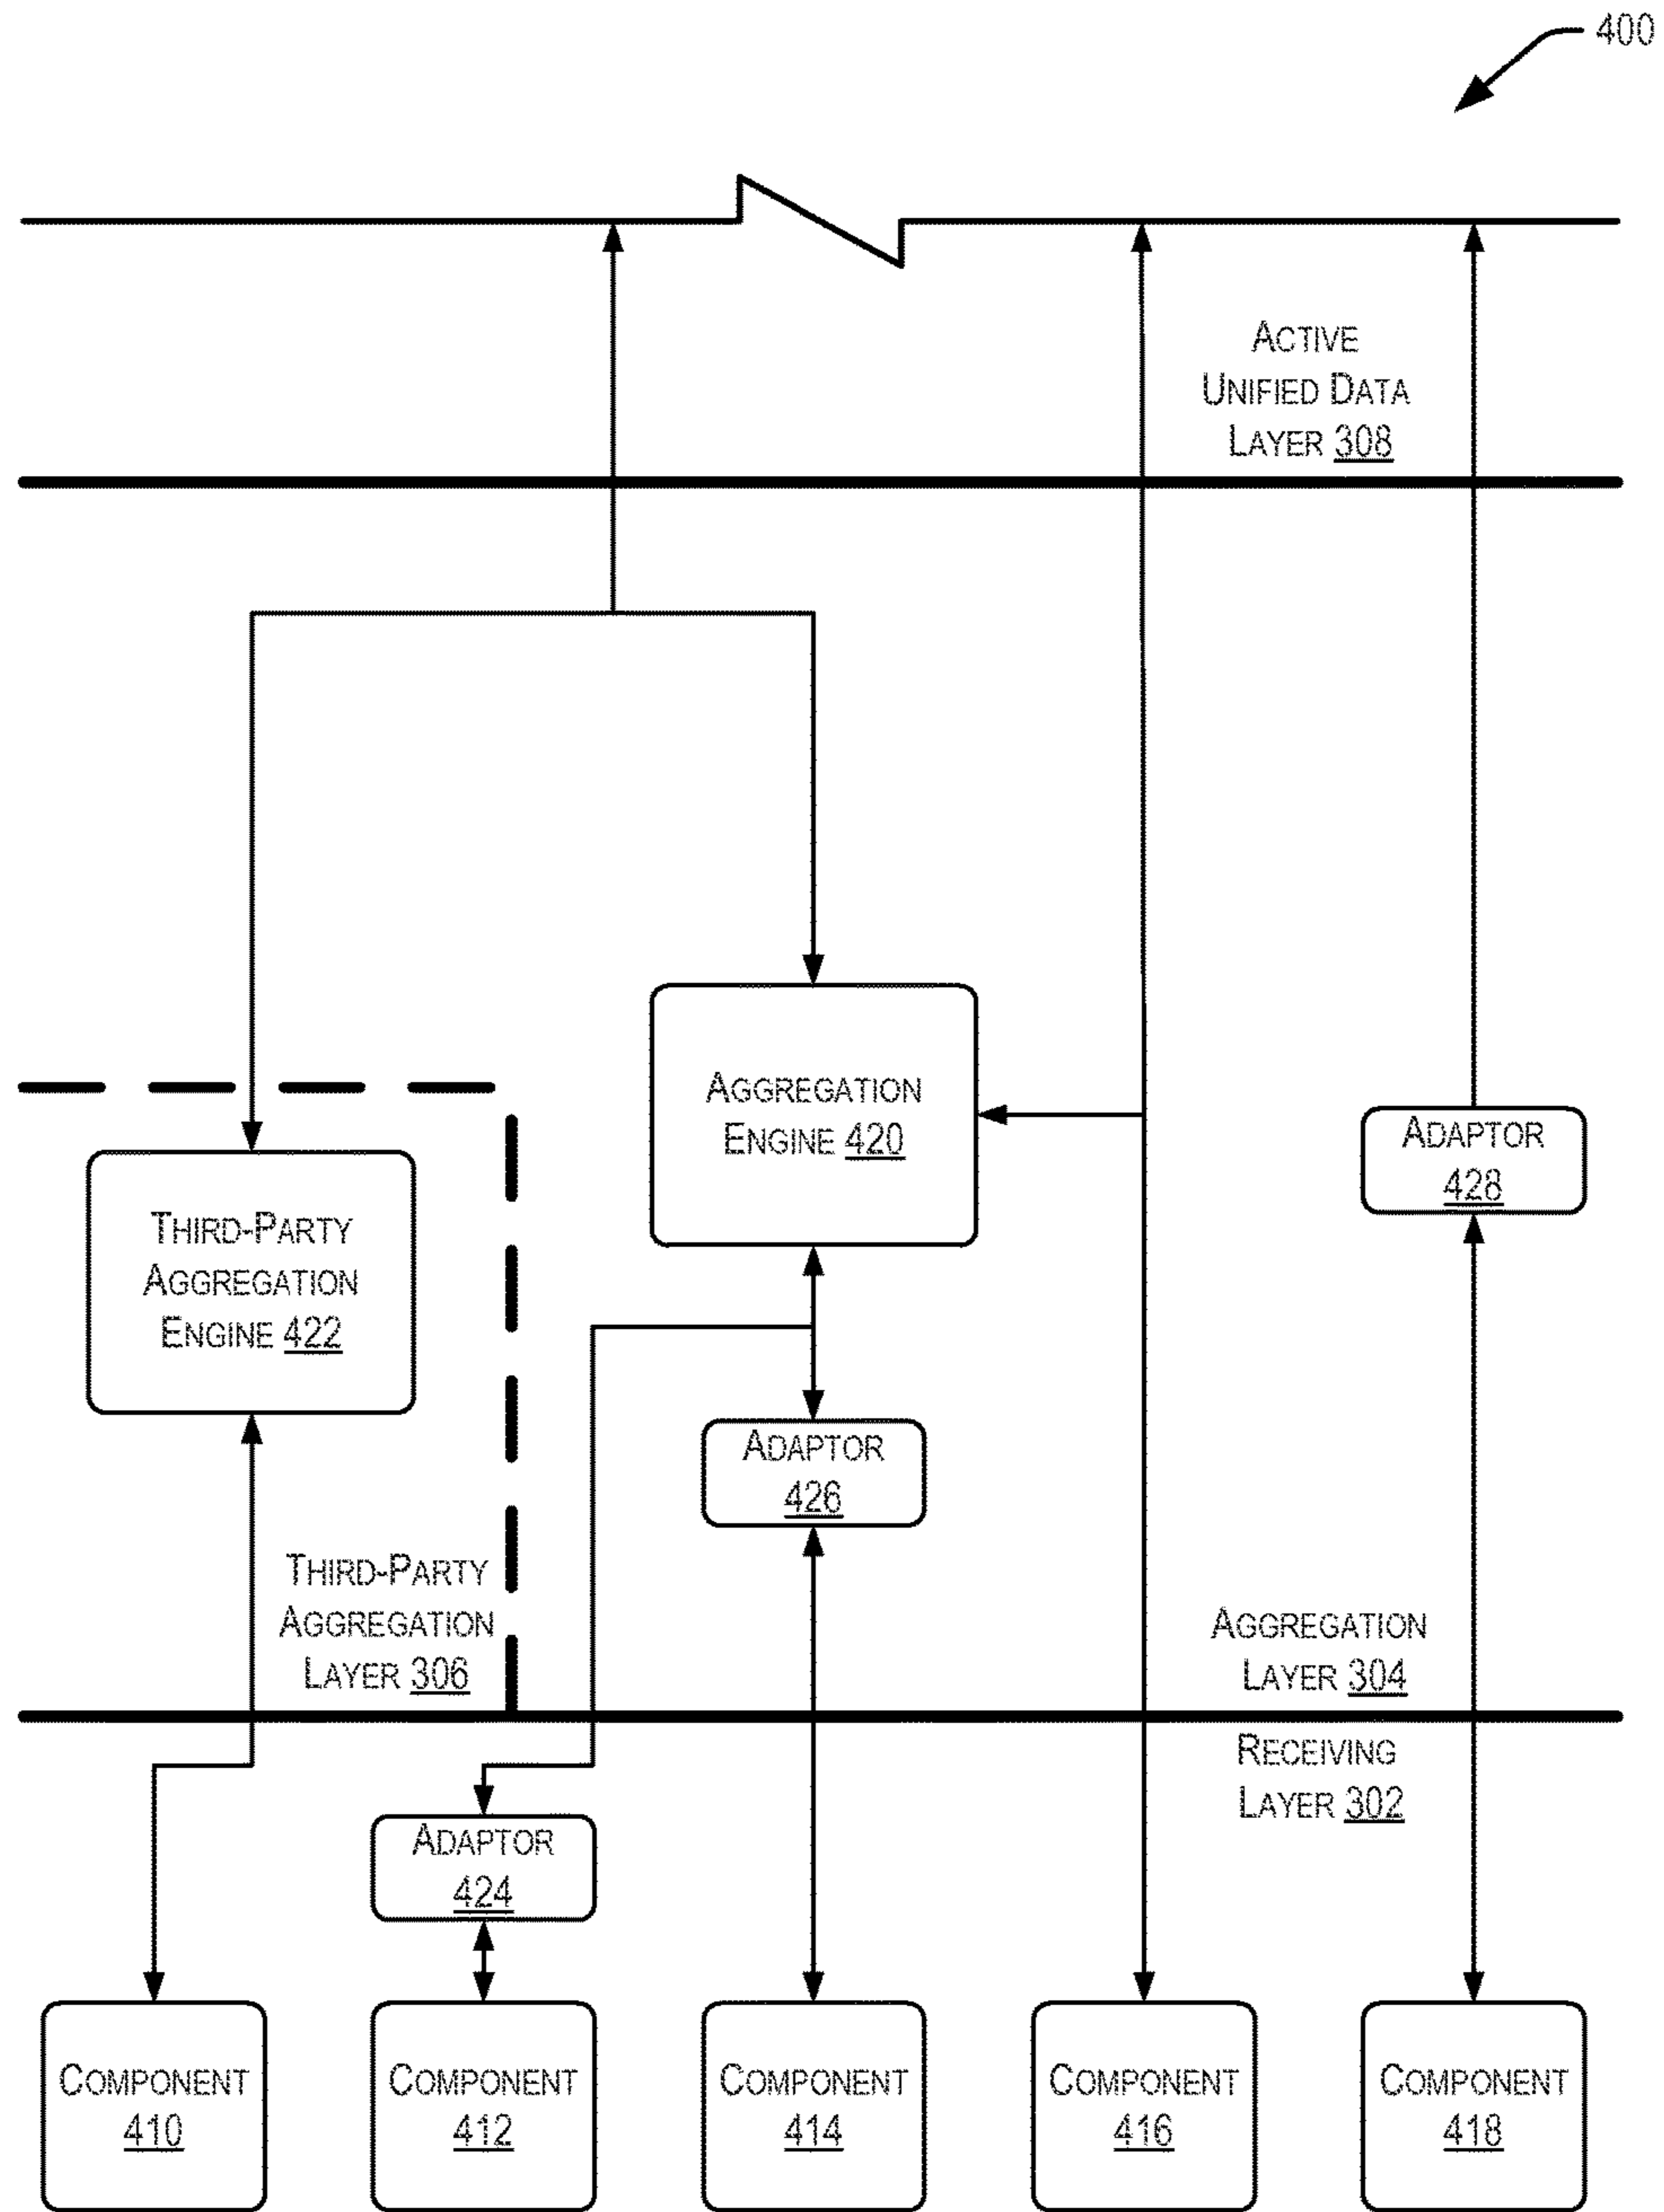 400
ACTIVE
UNIFIED DATA
LAYER 308
AGGREGATION
ENGINE 420
ADAPTOR
428
THIRD-PARTY
AGGREGATION
ENGINE 422
ADAPTOR
426
THIRD-PARTY
AGGREGATION
LAYER 306
AGGREGATION
LAYER 304
RECEIVING
LAYER 302
ADAPTOR
424
COMPONENT
410
COMPONENT
412
COMPONENT
414
COMPONENT
416
COMPONENT
418